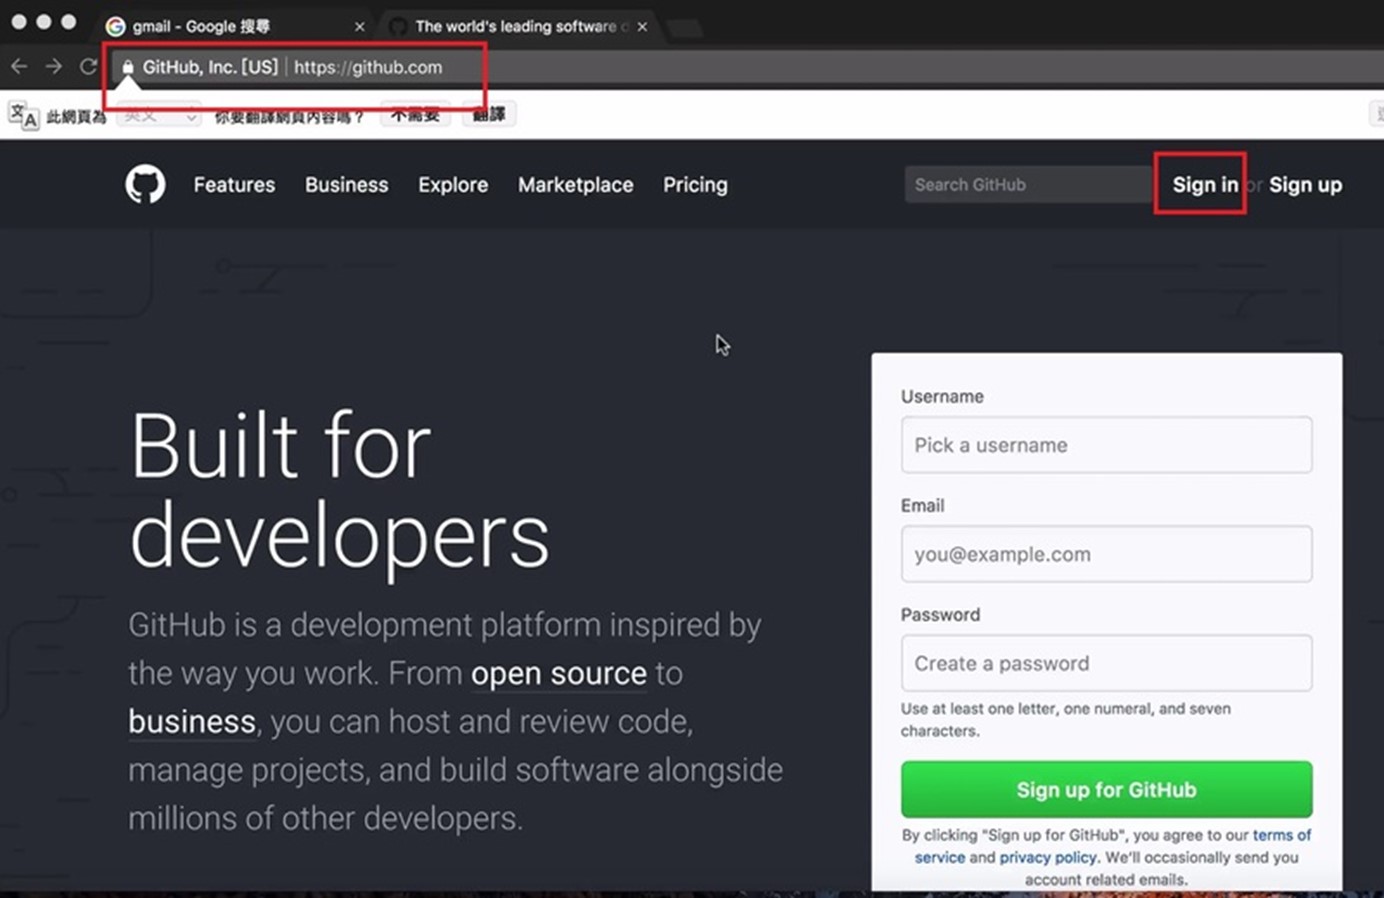 gmail - Google 搜尋
The world's leading software
GitHub, Inc. [US] | https://github.com
此網頁為 英文 你要翻譯網頁內容嗎？ 不需要 翻譯
Features Business Explore Marketplace Pricing Search GitHub Sign in or Sign up
Built for
developers
GitHub is a development platform inspired by
the way you work. From open source to
business, you can host and review code,
manage projects, and build software alongside
millions of other developers.
Username
Pick a username
Email
you@example.com
Password
Create a password
Use at least one letter, one numeral, and seven
characters.
Sign up for GitHub
By clicking "Sign up for GitHub", you agree to our terms of
service and privacy policy. We'll occasionally send you
account related emails.